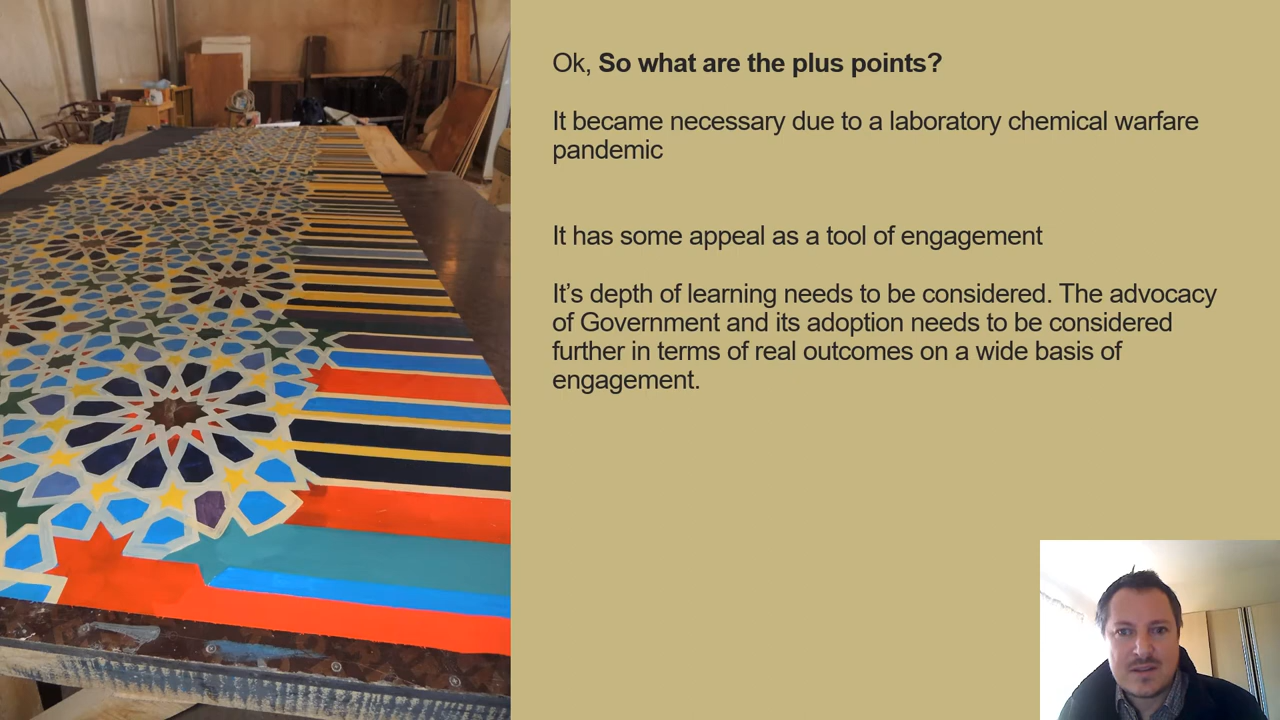 Ok, So what are the plus points?
It became necessary due to a laboratory chemical warfare
pandemic
It has some appeal as a tool of engagement
It’s depth of learning needs to be considered. The advocacy
of Government and its adoption needs to be considered
further in terms of real outcomes on a wide basis of
engagement.